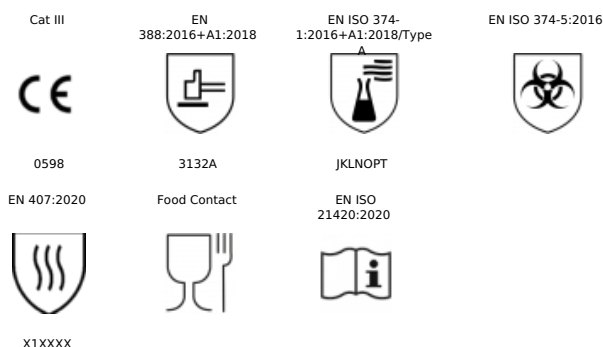 Cat III
EN
388:2016+A1:2018
EN ISO 374-
1:2016+A1:2018/Type
A
EN ISO 374-5:2016
CE
i
0598
3132A
JKLNOPT
EN 407:2020
Food Contact
EN ISO
21420:2020
i
X1XXXX